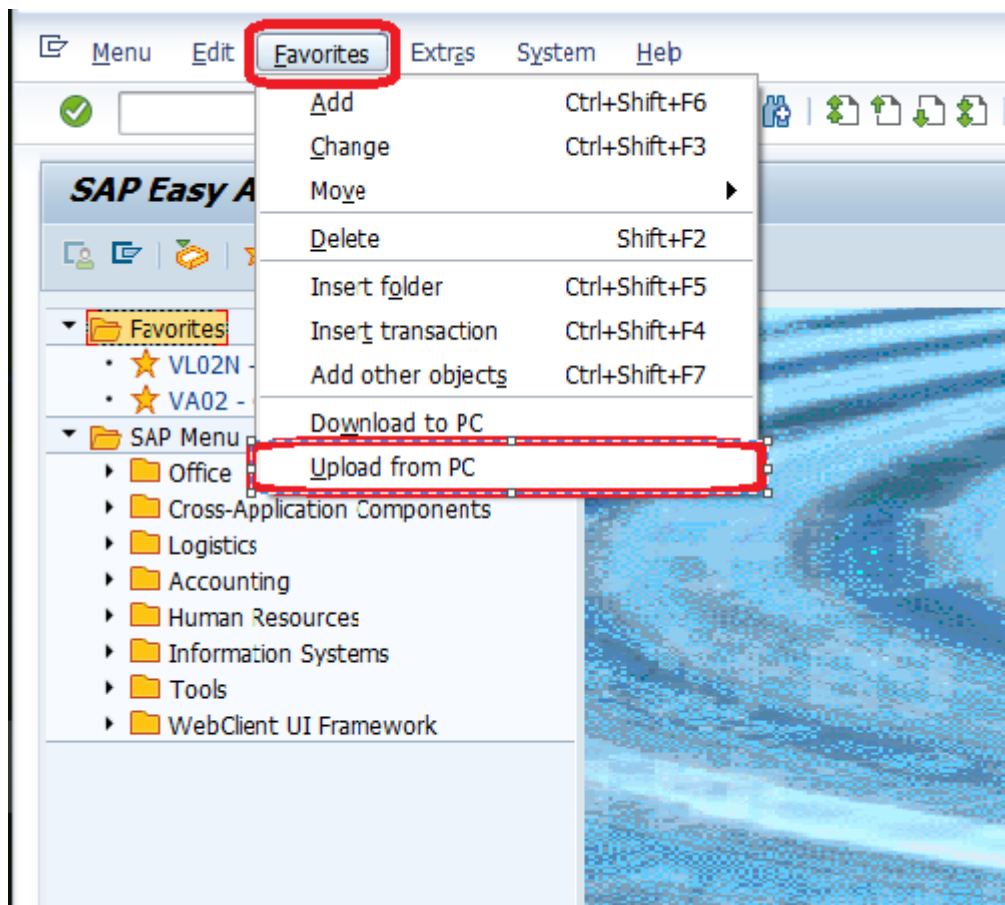 Menu Edit Favorites Extras System Help
Add Ctrl+Shift+F6
Change Ctrl+Shift+F3
Move
Delete Shift+F2
Insert folder Ctrl+Shift+F5
Insert transaction Ctrl+Shift+F4
Add other objects Ctrl+Shift+F7
Download to PC
Upload from PC
SAP Easy A
Favorites
VL02N -
VA02 -
SAP Menu
Office
Cross-Application Components
Logistics
Accounting
Human Resources
Information Systems
Tools
WebClient UI Framework